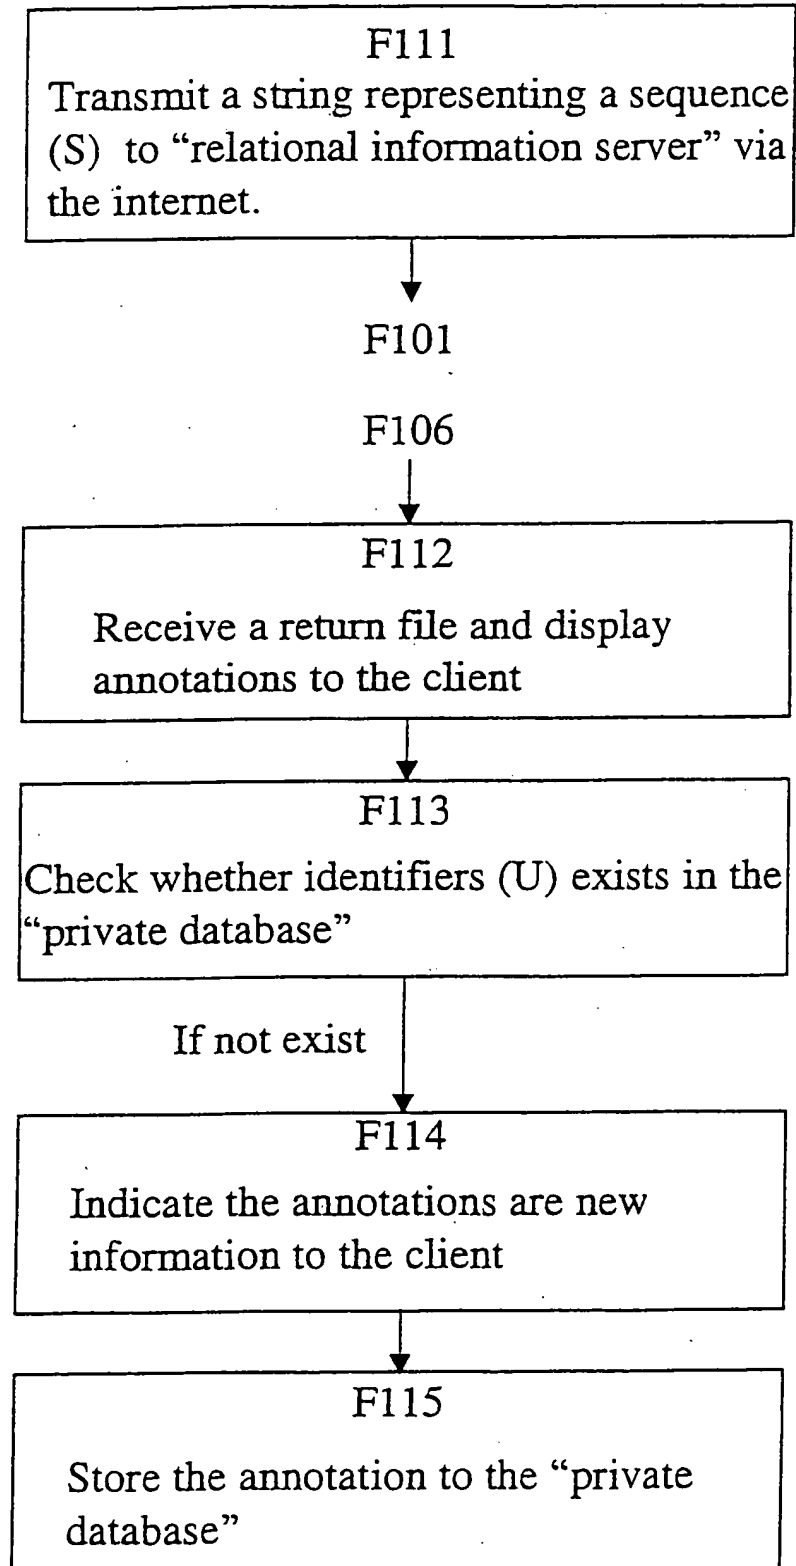 F111
Transmit a string representing a sequence
(S) to “relational information server” via
the internet.
F101
F106
F112
Receive a return file and display
annotations to the client
F113
Check whether identifiers (U) exists in the
“private database”
If not exist
F114
Indicate the annotations are new
information to the client
F115
Store the annotation to the “private
database”